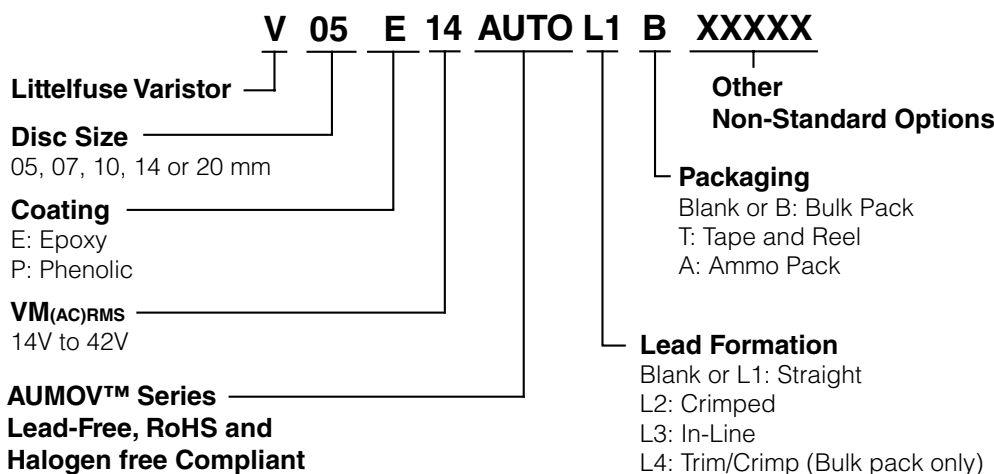 V 05 E 14 AUTO L1 B XXXXX
Littelfuse Varistor
Disc Size
05, 07, 10, 14 or 20 mm
Coating
E: Epoxy
P: Phenolic
VM(AC)RMS
14V to 42V
AUMOV™ Series
Lead-Free, RoHS and
Halogen free Compliant
Other
Non-Standard Options
Packaging
Blank or B: Bulk Pack
T: Tape and Reel
A: Ammo Pack
Lead Formation
Blank or L1: Straight
L2: Crimped
L3: In-Line
L4: Trim/Crimp (Bulk pack only)